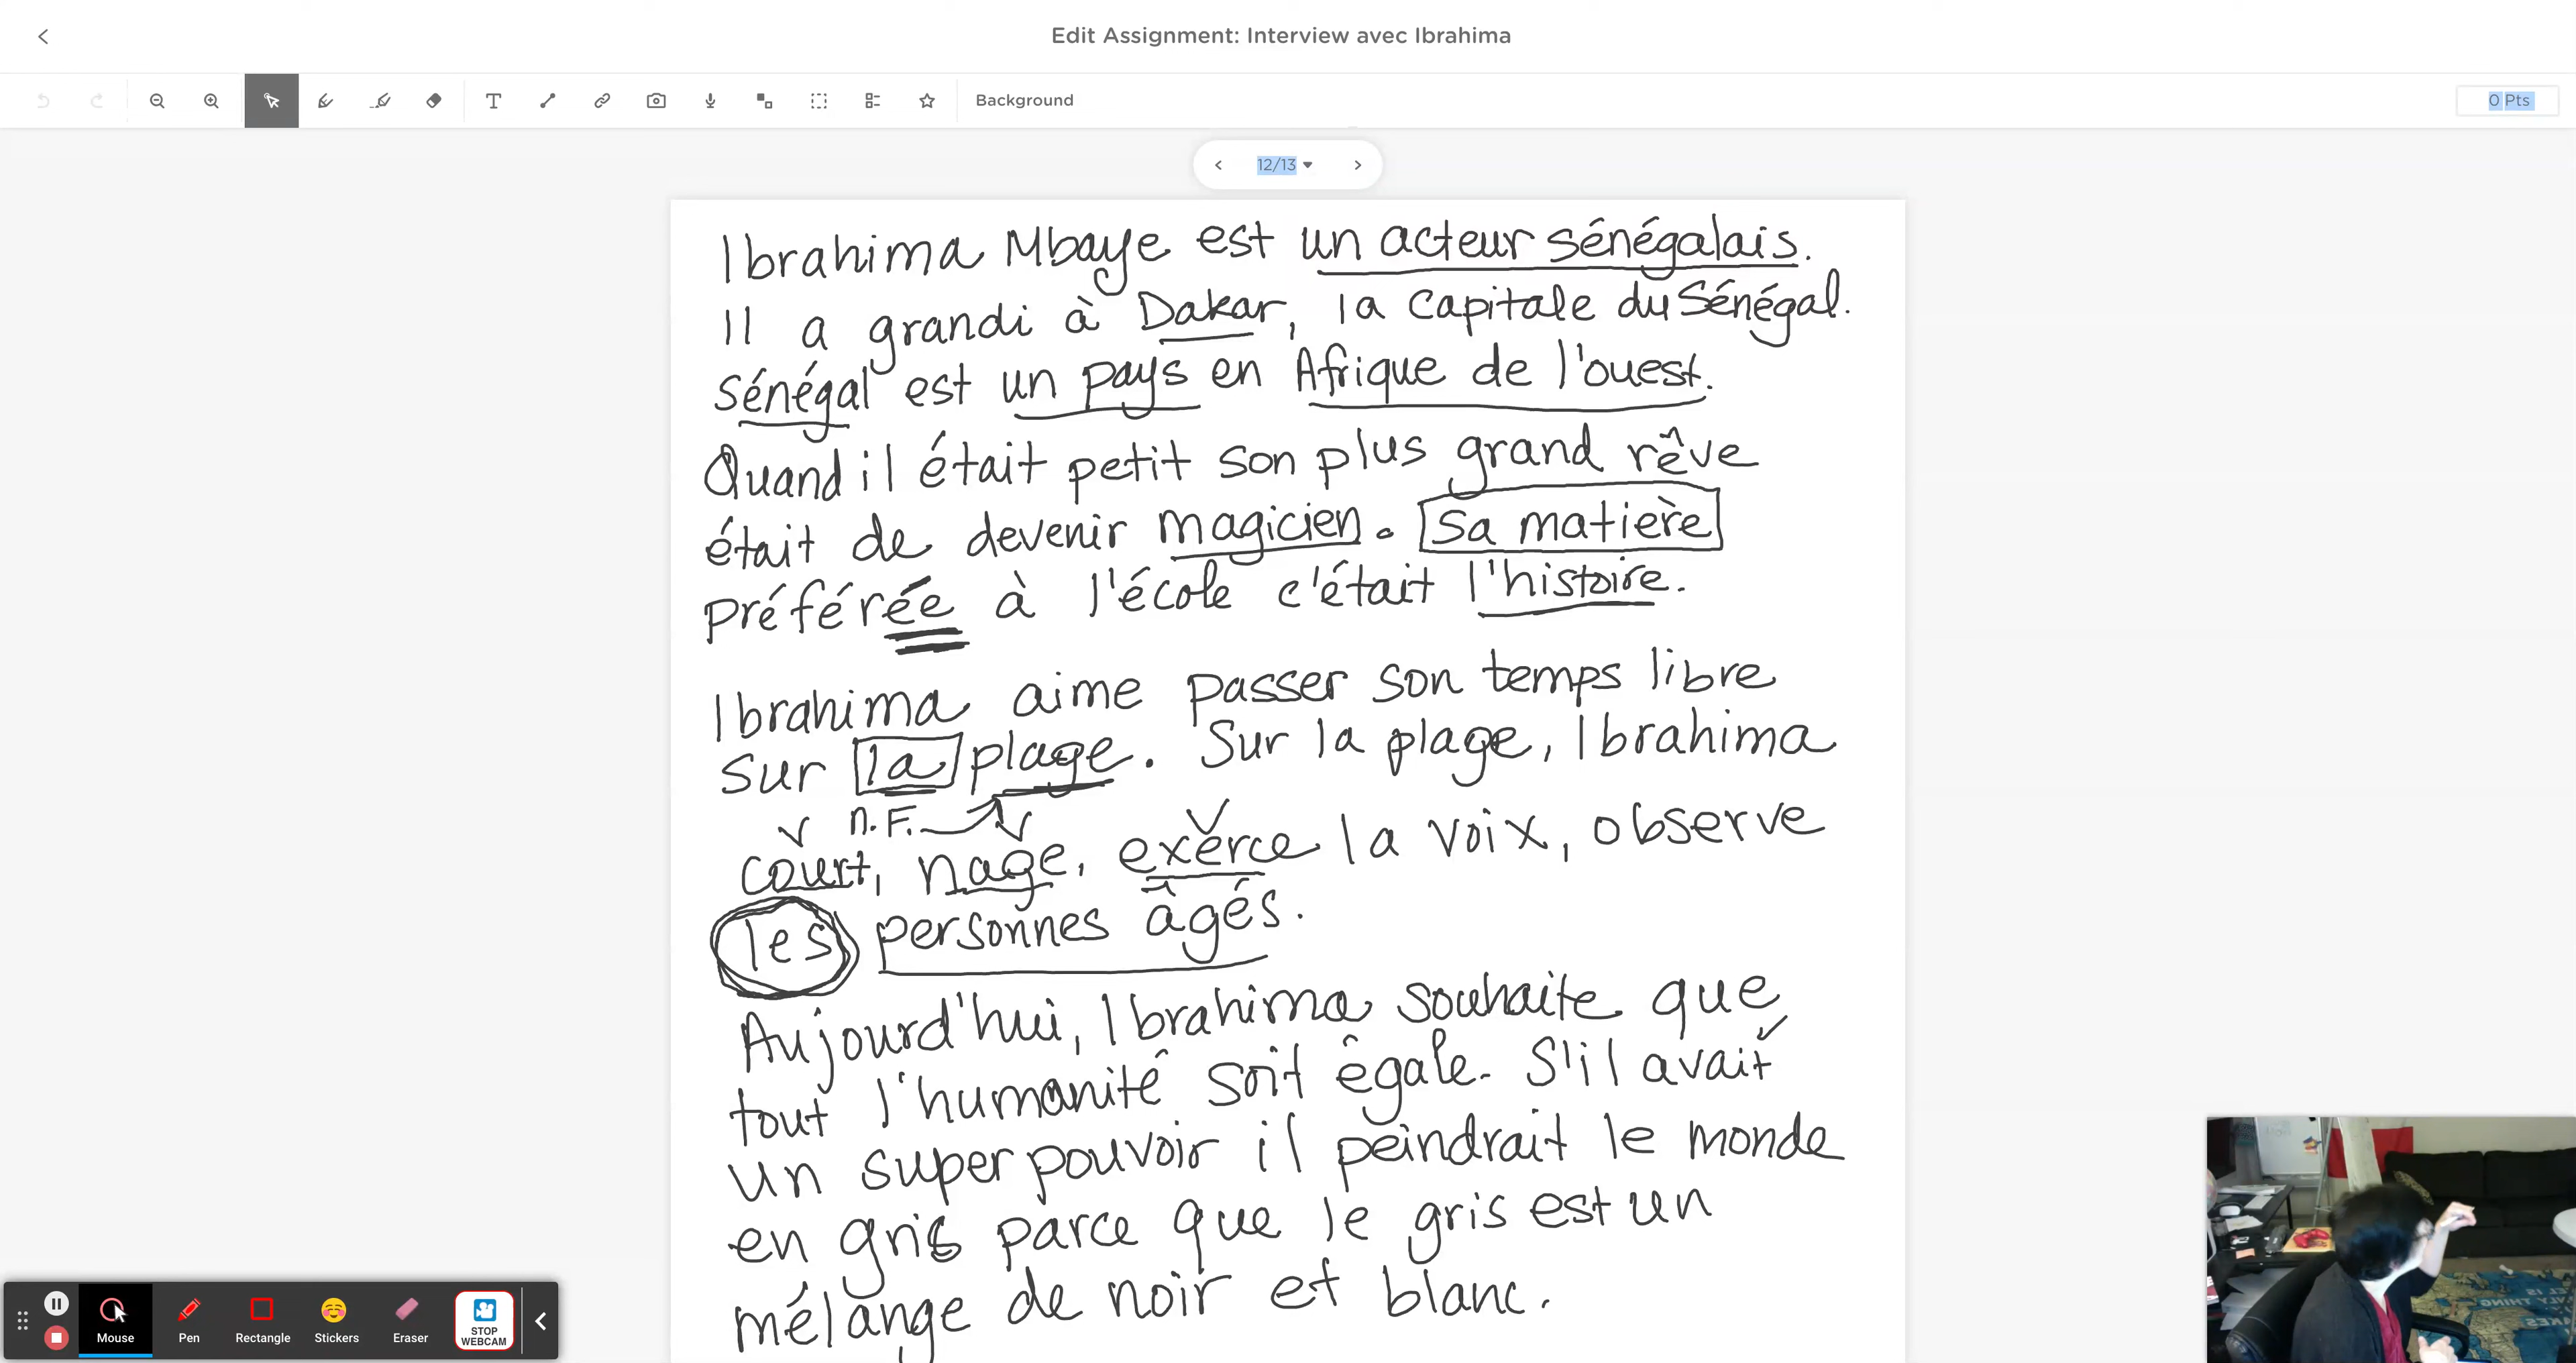 Edit Assignment: Interview avec Ibrahima
Background
0 Pts
12/13
Ibrahima Mbaye est un acteur sénégalais.
Il a grandi à Dakar, la capitale du Sénégal.
Sénégal est un pays en Afrique de l'ouest.
Quand il était petit son plus grand rêve
était de devenir magicien. Sa matière
préférée à l'école c'était l'histoire.
Ibrahima aime passer son temps libre
sur la plage. Sur la plage, Ibrahima
n.F.
court, nage, exerce la voix, observe
les personnes âgés.
Aujourd'hui, Ibrahima souhaite que
tout l'humanité soit égale. S'il avait
un super pouvoir il peindrait le monde
en gris parce que le gris est un
mélange de noir et blanc.
Mouse
Pen
Rectangle
Stickers
Eraser
STOP
WEBCAM